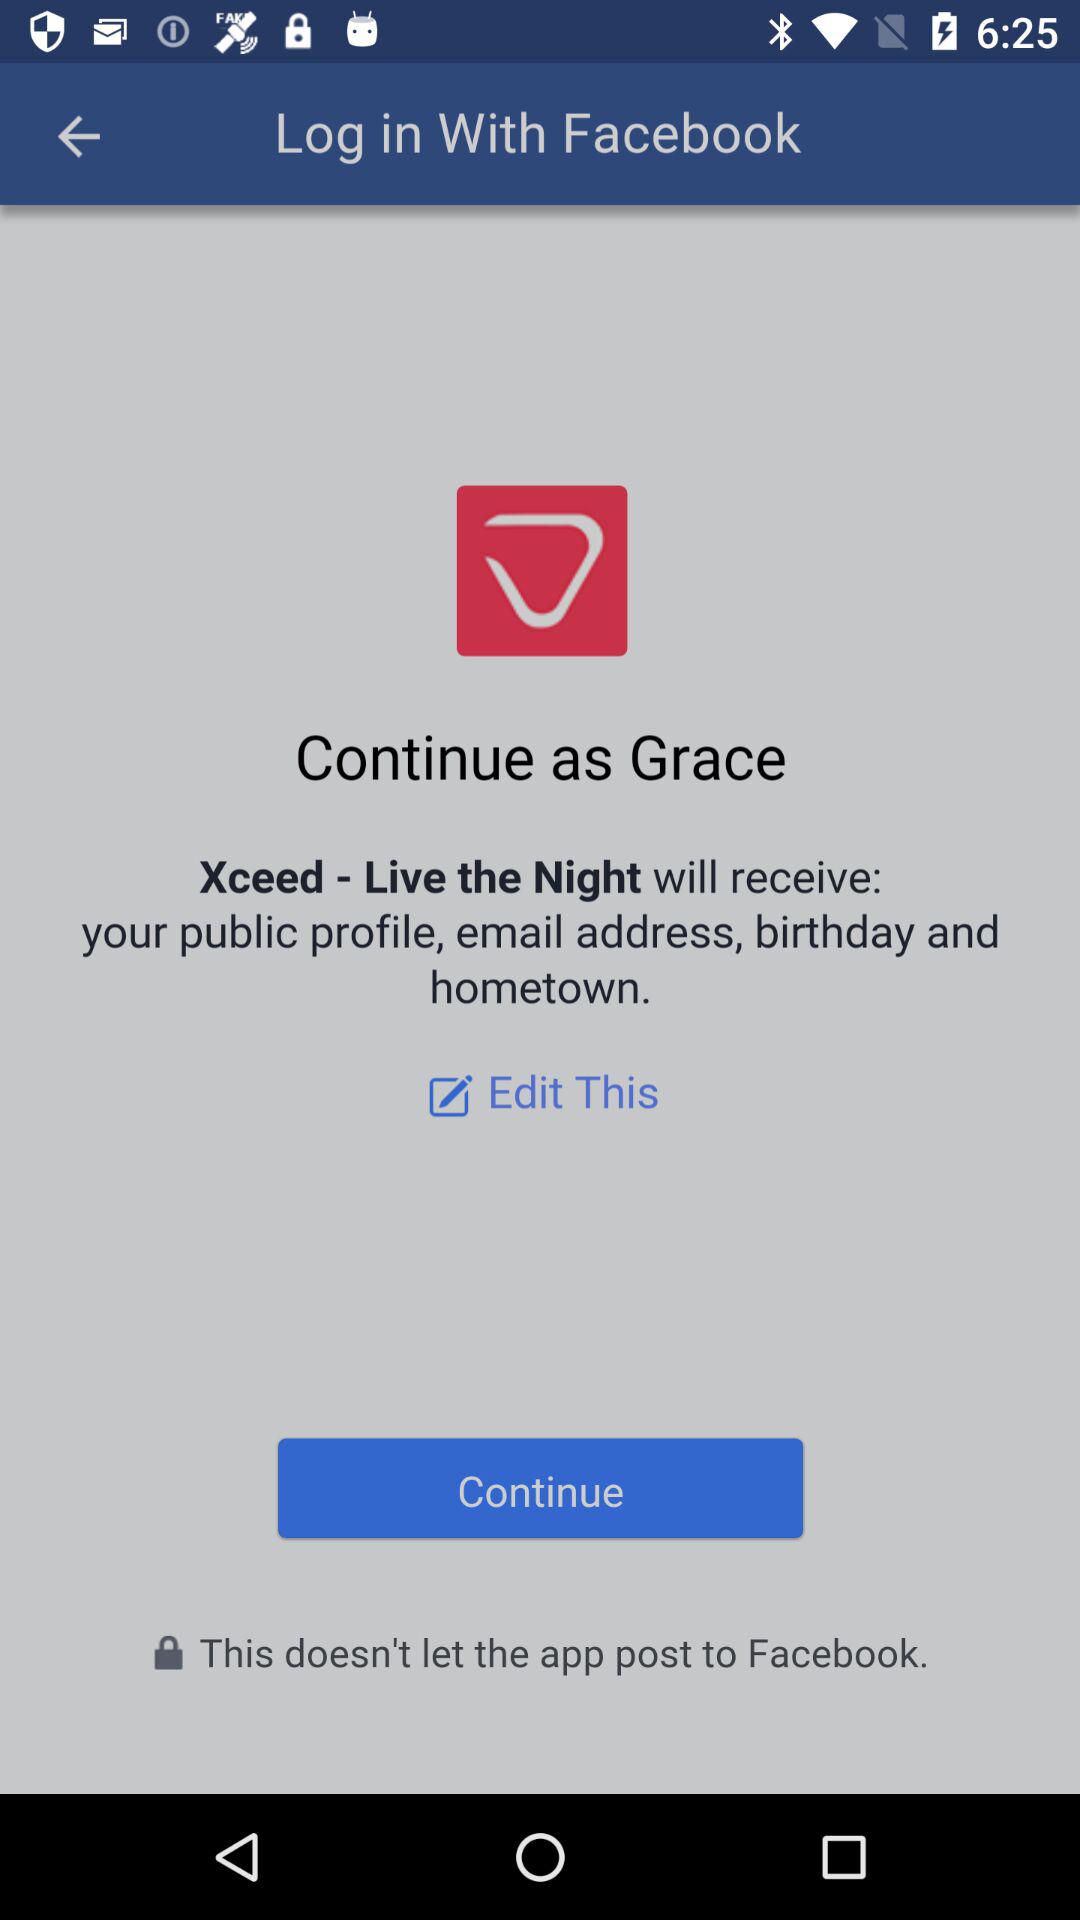 FAKE
6:25
Log in With Facebook
Continue as Grace
Xceed - Live the Night will receive:
your public profile, email address, birthday and
hometown.
Edit This
Continue
This doesn't let the app post to Facebook.